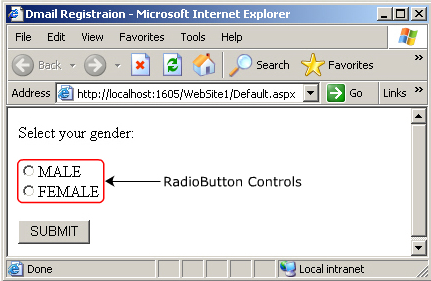 Dmail Registraion - Microsoft Internet Explorer
File Edit View Favorites Tools Help
Back Search Favorites »
Address http://localhost:1605/WebSite1/Default.aspx Go Links »
Select your gender:
MALE
RadioButton Controls
FEMALE
SUBMIT
Done Local intranet